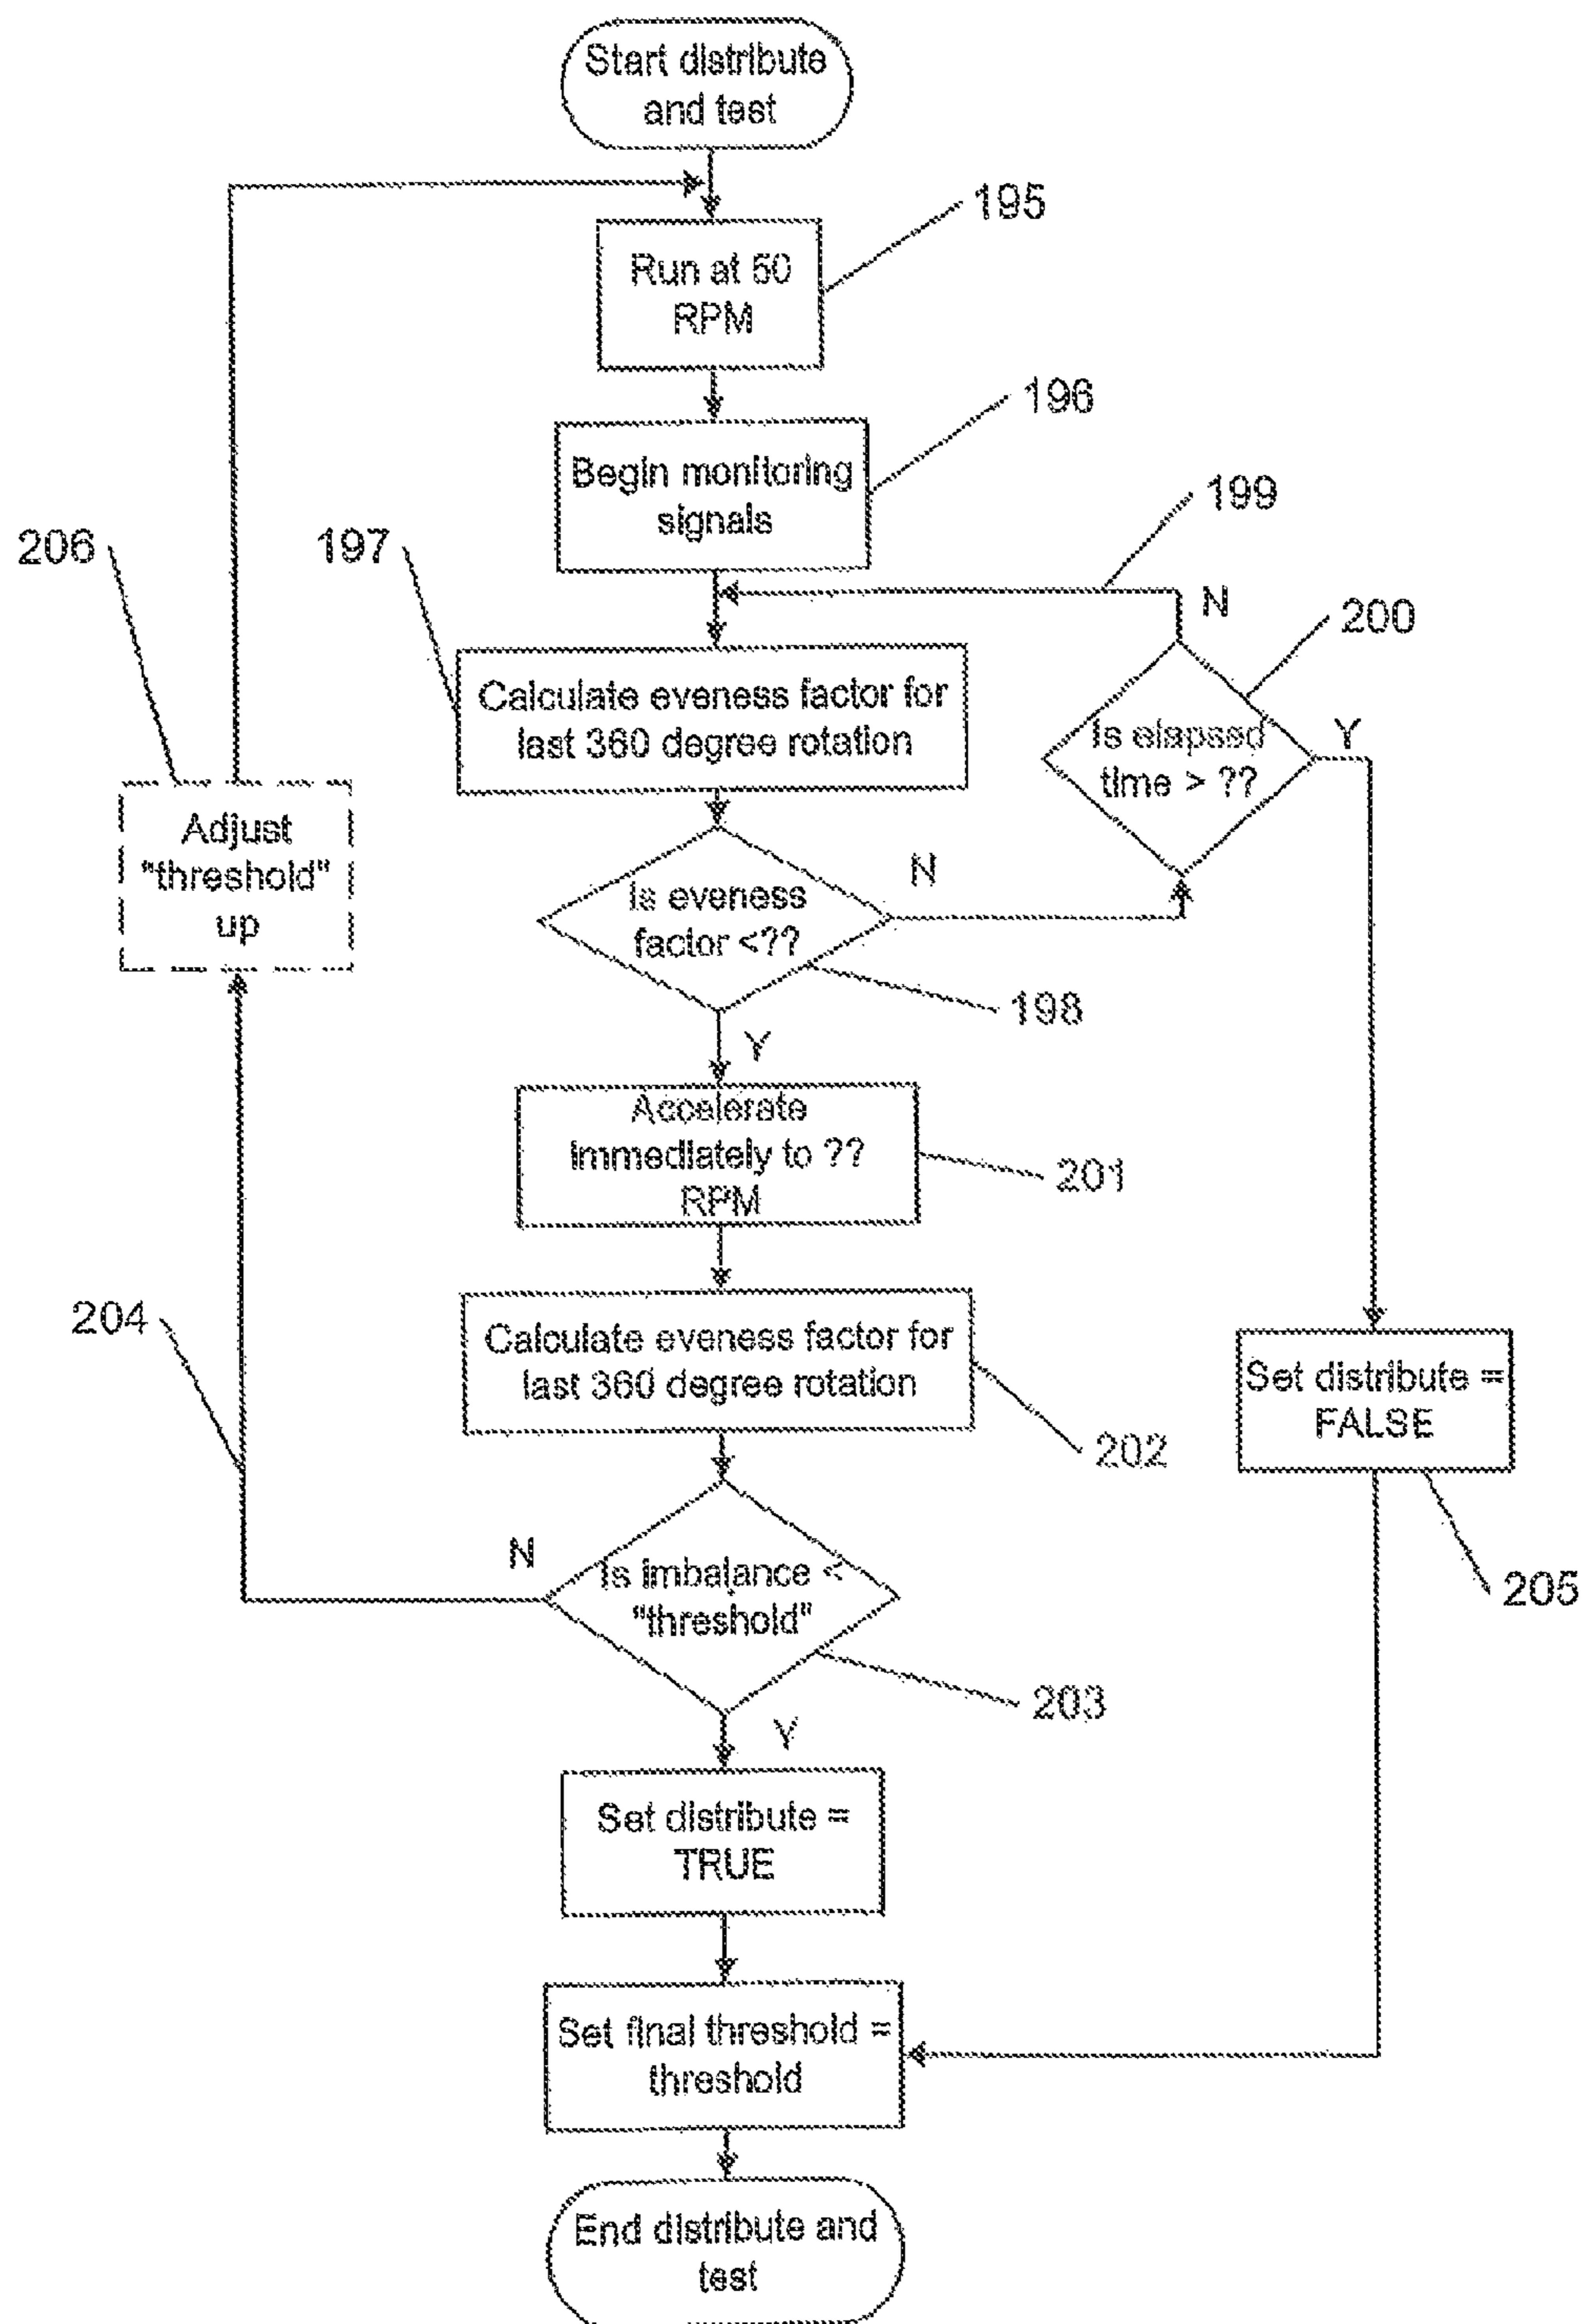 Start distribute
and test
195
Run at 50
RPM
196
Begin monitoring
signals
199
N
206
197
200
Calculate eveness factor for
last 360 degree rotation
Is elapsed
time > ??
Y
Adjust
"threshold"
up
Is eveness
factor <??
N
198
Y
Accelerate
immediately to ??
RPM
201
204
Calculate eveness factor for
last 360 degree rotation
202
Set distribute =
FALSE
205
N
Is imbalance <
"threshold"
203
Y
Set distribute =
TRUE
Set final threshold =
threshold
End distribute and
test